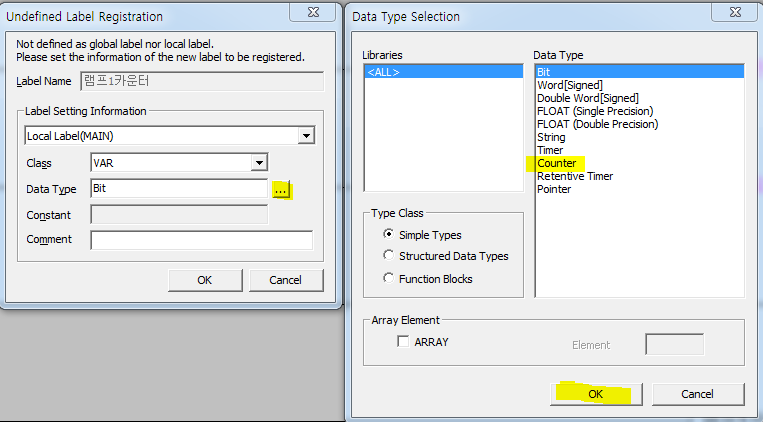 Undefined Label Registration
Not defined as global label nor local label.
Please set the information of the new label to be registered.
Label Name
램프1카운터
Label Setting Information
Local Label(MAIN)
Class
VAR
Data Type
Bit
...
Constant
Comment
OK
Cancel
Data Type Selection
Libraries
<ALL>
Type Class
Simple Types
Structured Data Types
Function Blocks
Data Type
Bit
Word[Signed]
Double Word[Signed]
FLOAT (Single Precision)
FLOAT (Double Precision)
String
Timer
Counter
Retentive Timer
Pointer
Array Element
ARRAY
Element
OK
Cancel